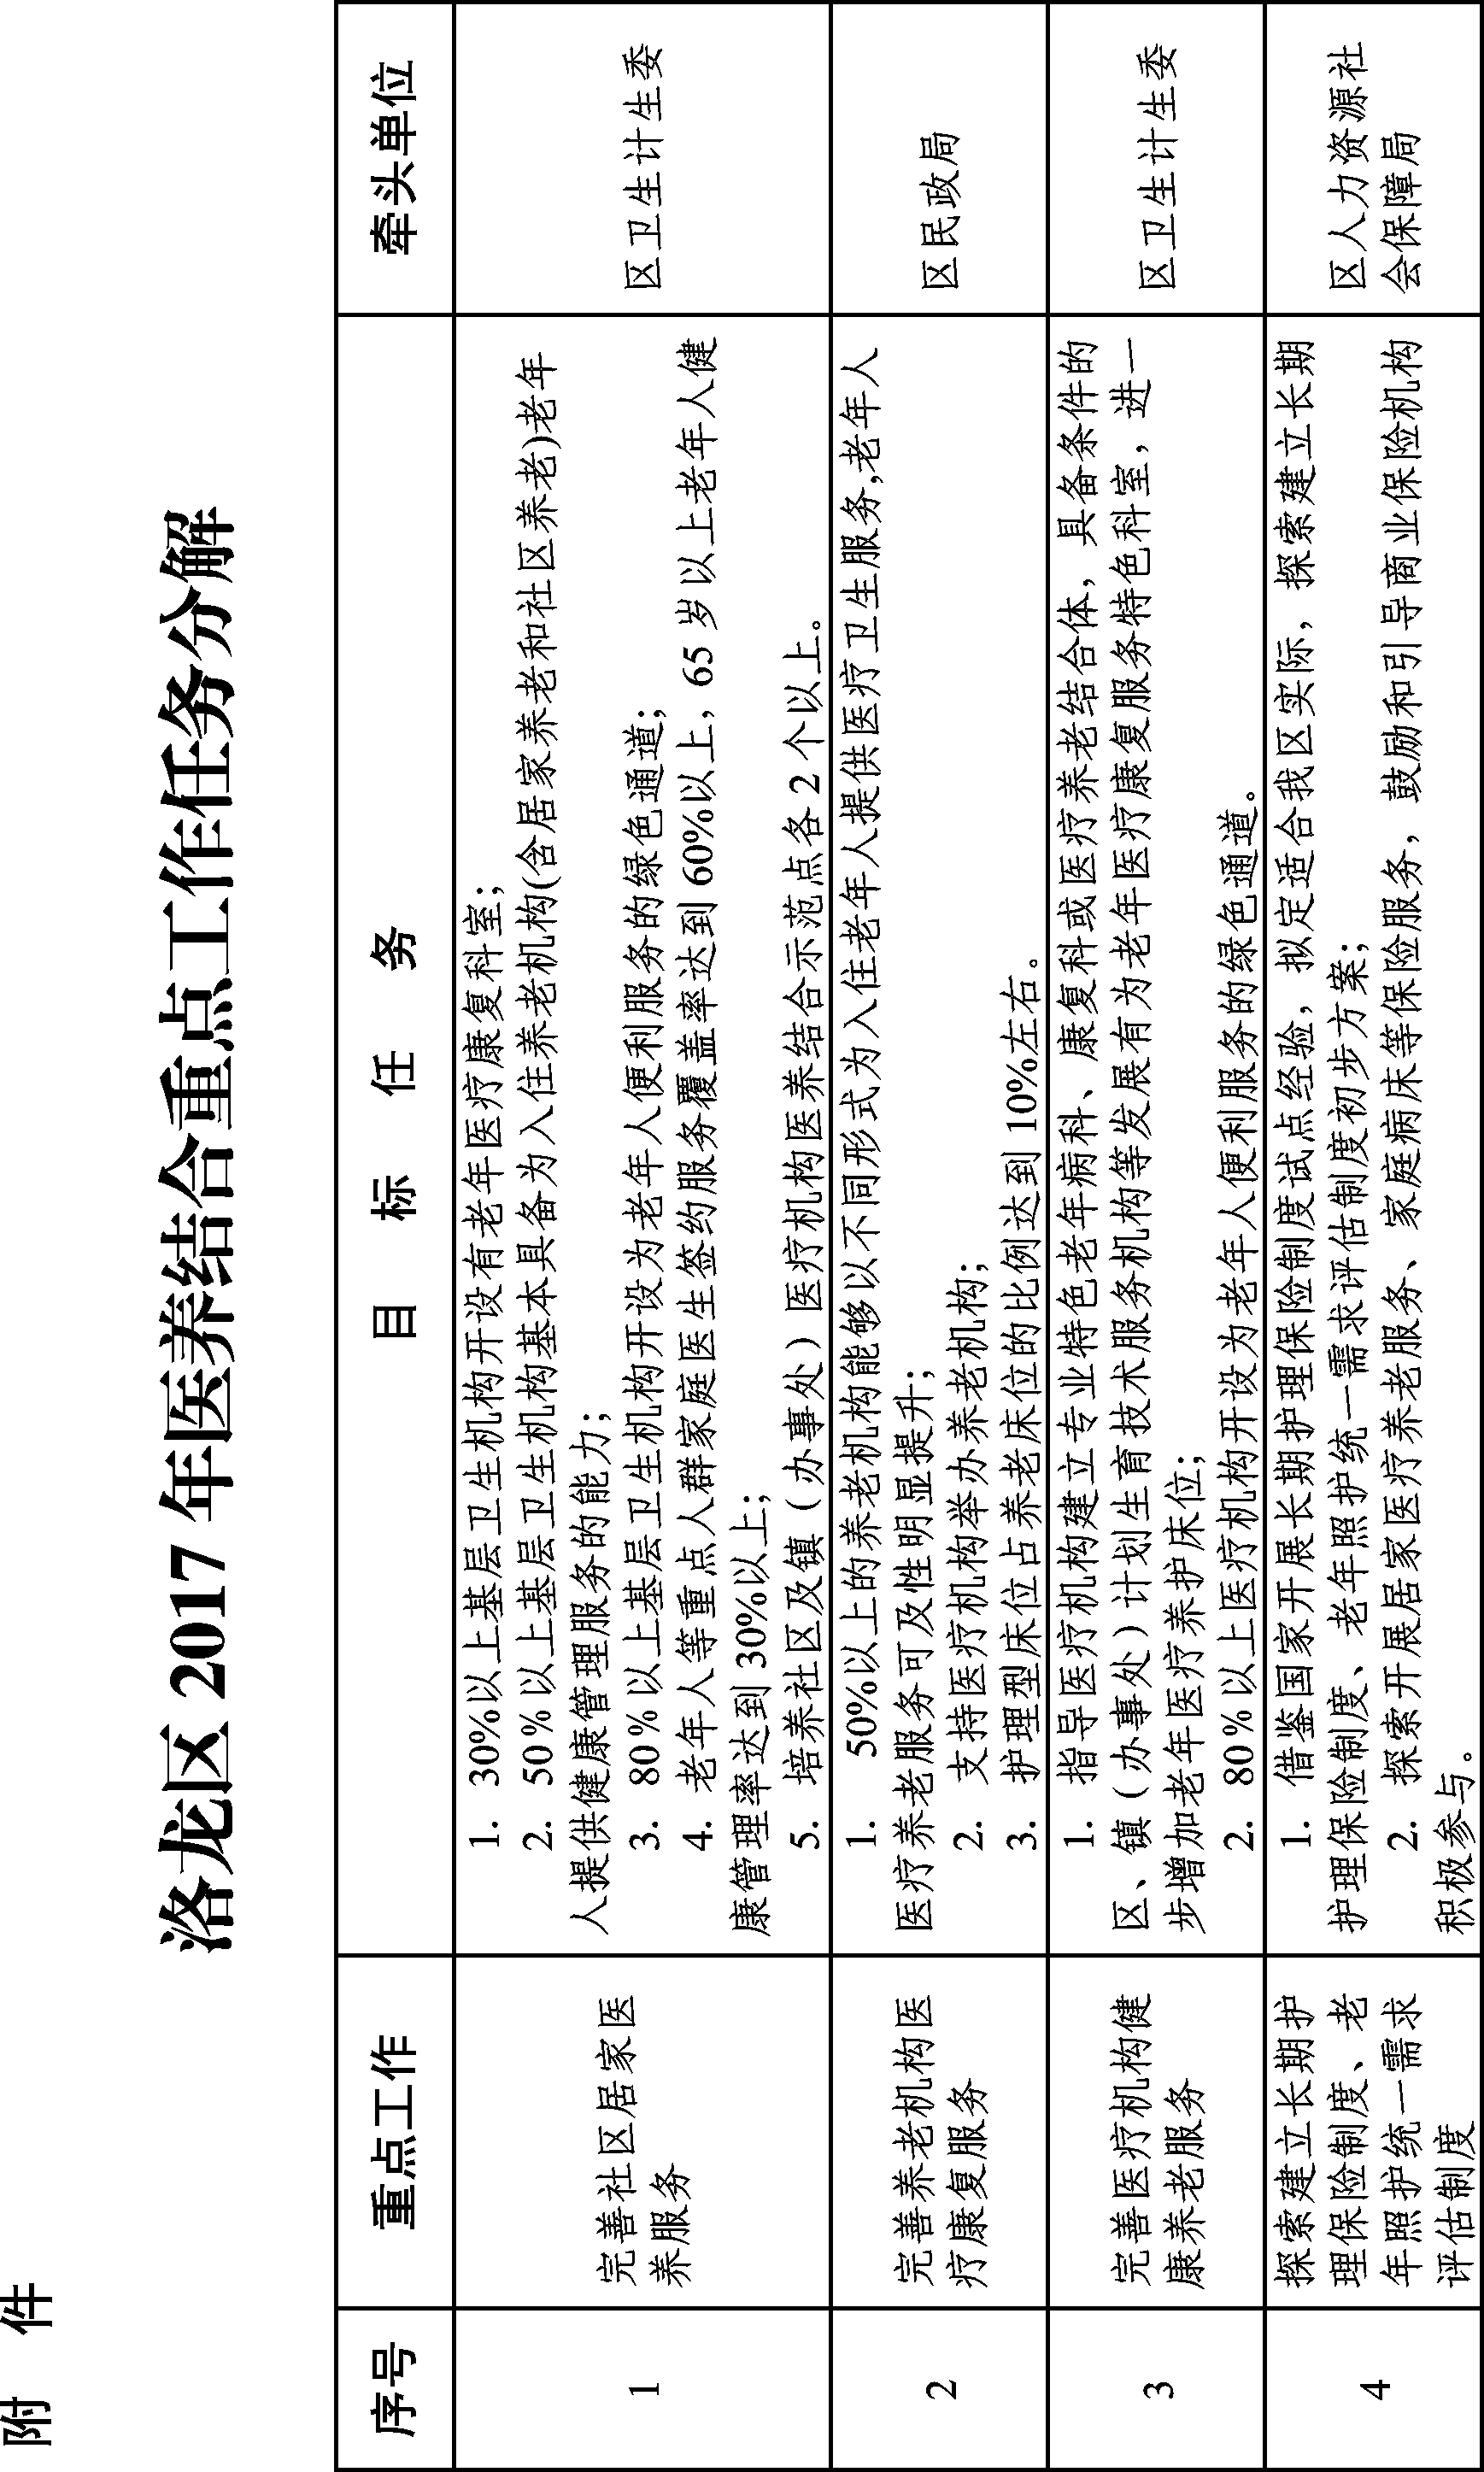 附 件
洛龙区 2017 年医养结合重点工作任务分解
序号
重点工作
目 标 任 务
牵头单位
1
完善社区居家医
养服务
1. 30%以上基层卫生机构开设有老年医疗康复科室；
2. 50%以上基层卫生机构基本具备为入住养老机构(含居家养老和社区养老)老年
人提供健康管理服务的能力；
3. 80%以上基层卫生机构开设为老年人便利服务的绿色通道；
4. 老年人等重点人群家庭医生签约服务覆盖率达到 60%以上，65 岁以上老年人健
康管理率达到 30%以上；
5. 培养社区及镇（办事处）医疗机构医养结合示范点各 2 个以上。
区卫生计生委
2
完善养老机构医
疗康复服务
1. 50%以上的养老机构能够以不同形式为入住老年人提供医疗卫生服务,老年人
医疗养老服务可及性明显提升；
2. 支持医疗机构举办养老机构；
3. 护理型床位占养老床位的比例达到 10%左右。
区民政局
3
完善医疗机构健
康养老服务
1. 指导医疗机构建立专业特色老年病科、康复科或医疗养老结合体，具备条件的
区、镇（办事处）计划生育技术服务机构等发展有为老年医疗康复服务特色科室，进一
步增加老年医疗养护床位；
2. 80%以上医疗机构开设为老年人便利服务的绿色通道。
区卫生计生委
4
探索建立长期护
理保险制度、老
年照护统一需求
评估制度
1. 借鉴国家开展长期护理保险制度试点经验，拟定适合我区实际，探索建立长期
护理保险制度、老年照护统一需求评估制度初步方案；
2. 探索开展居家医疗养老服务、家庭病床等保险服务，鼓励和引导商业保险机构
积极参与。
区人力资源社
会保障局